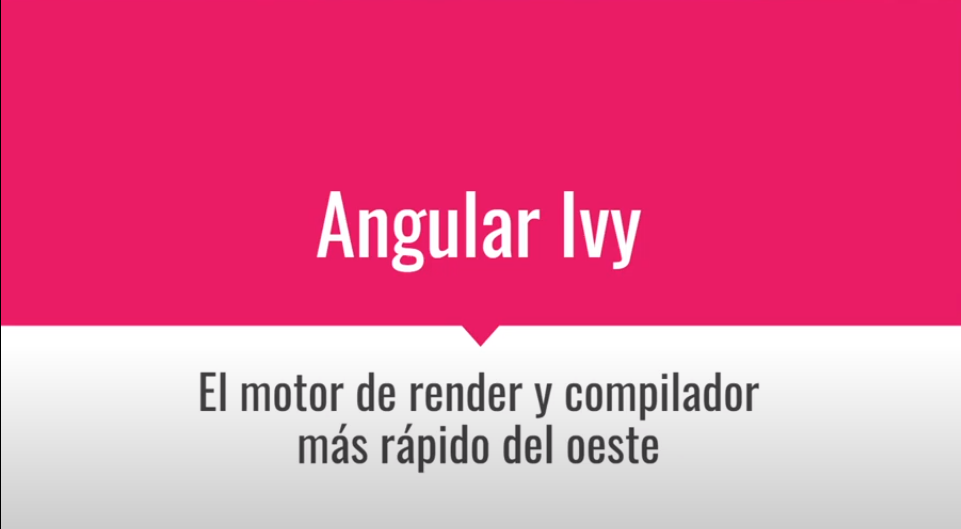 Angular Ivy
El motor de render y compilador
más rápido del oeste